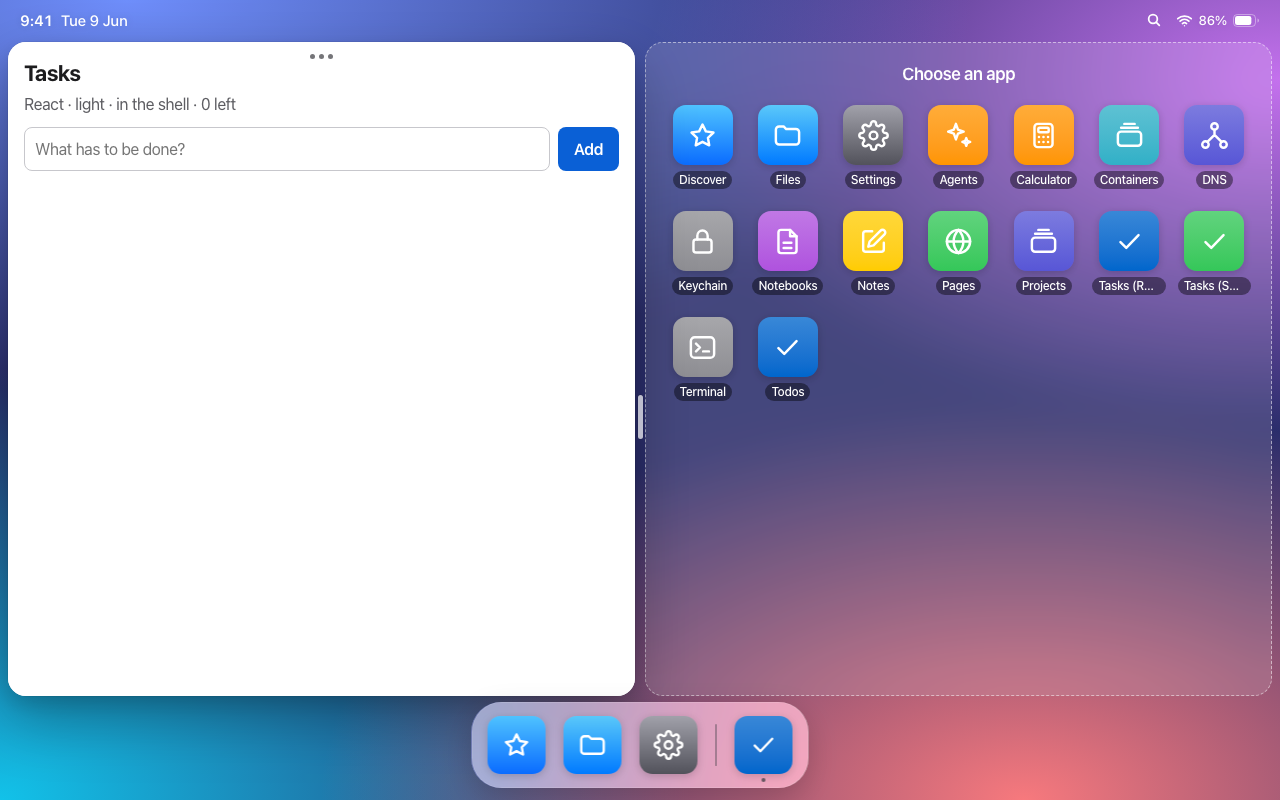 9:41 Tue 9 Jun
86%
Tasks
React · light · in the shell · 0 left
What has to be done?
Add
Choose an app
Discover
Files
Settings
Agents
Calculator
Containers
DNS
Keychain
Notebooks
Notes
Pages
Projects
Tasks (R...
Tasks (S...
Terminal
Todos